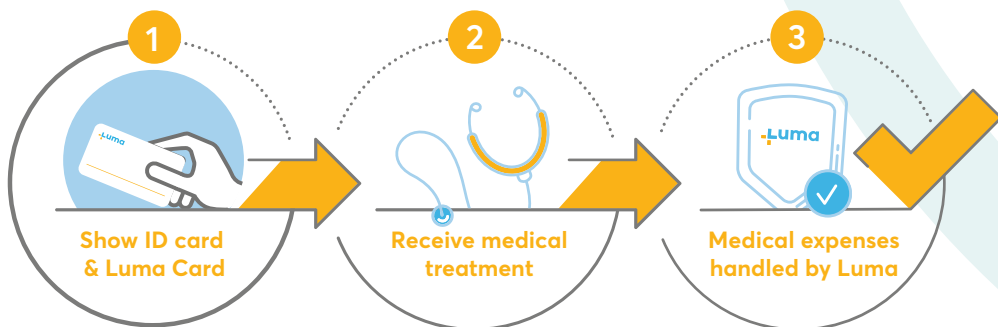 1
2
3
Luma
Luma
Show ID card
& Luma Card
Receive medical
treatment
Medical expenses
handled by Luma